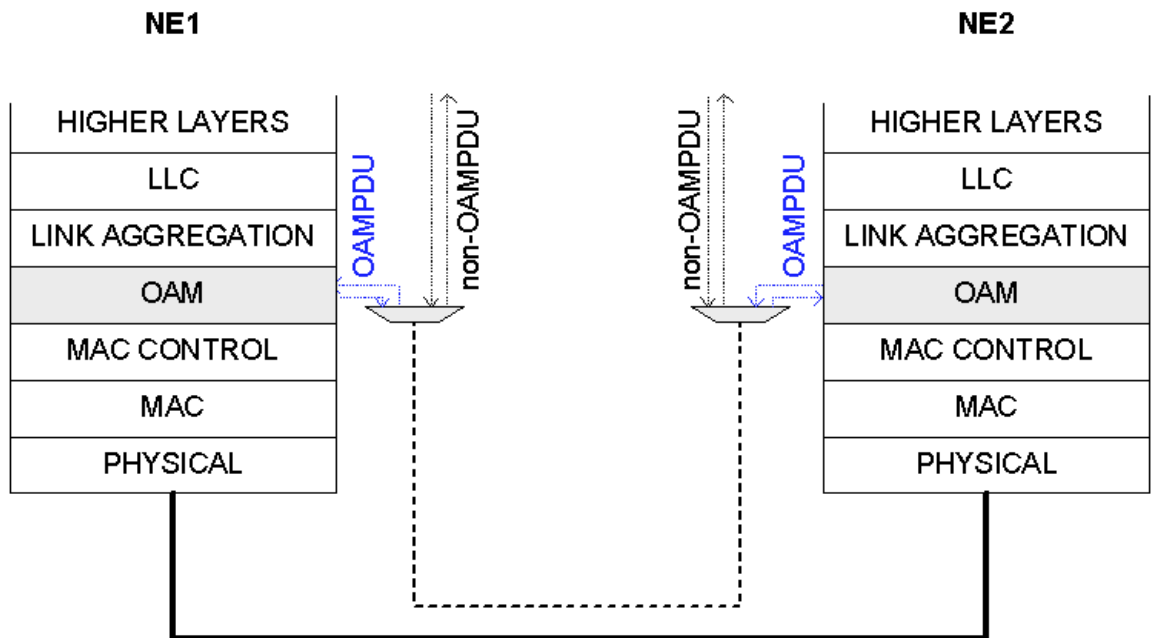 NE1
NE2
HIGHER LAYERS
LLC
LINK AGGREGATION
OAM
MAC CONTROL
MAC
PHYSICAL
OAMPDU
non-OAMPDU
non-OAMPDU
OAMPDU
HIGHER LAYERS
LLC
LINK AGGREGATION
OAM
MAC CONTROL
MAC
PHYSICAL